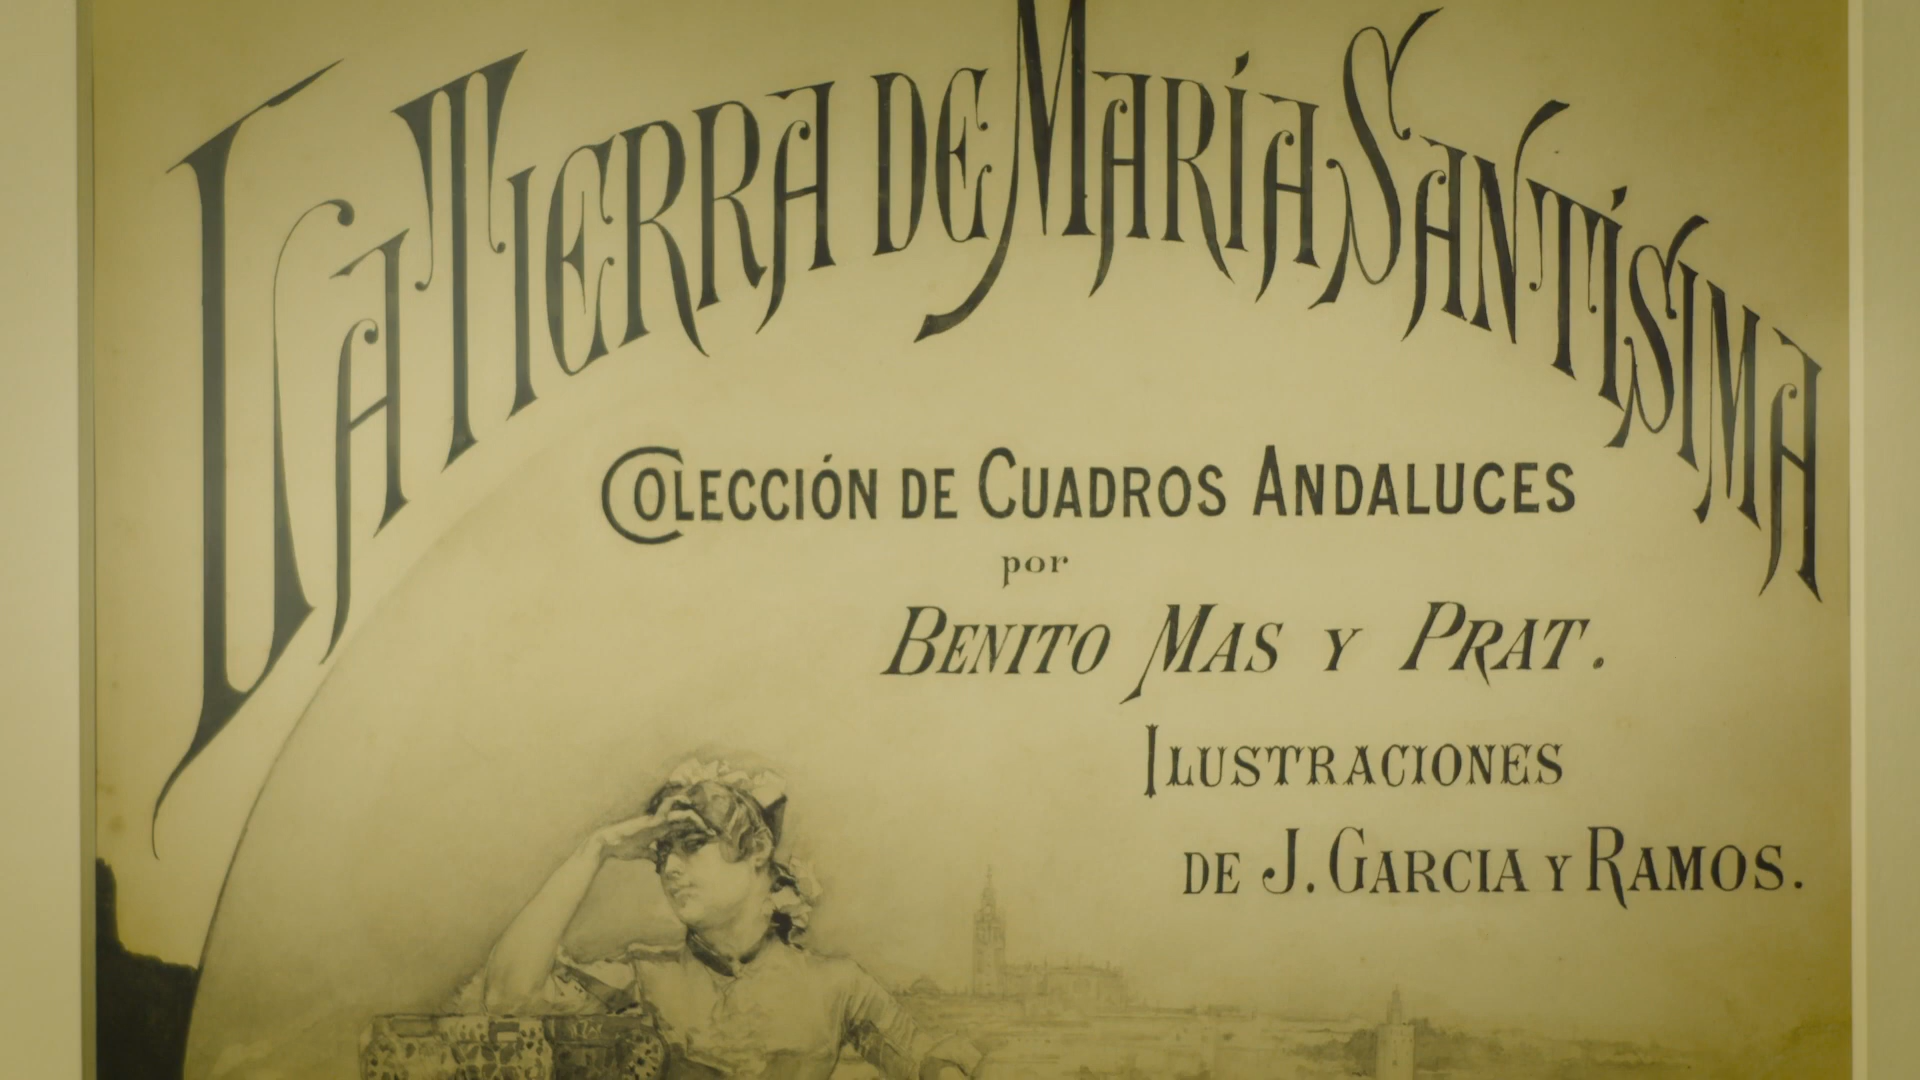 LA TIERRA DE MARÍA SANTÍSIMA
COLECCIÓN DE CUADROS ANDALUCES
por
BENITO MAS Y PRAT.
ILUSTRACIONES
DE J. GARCIA Y RAMOS.